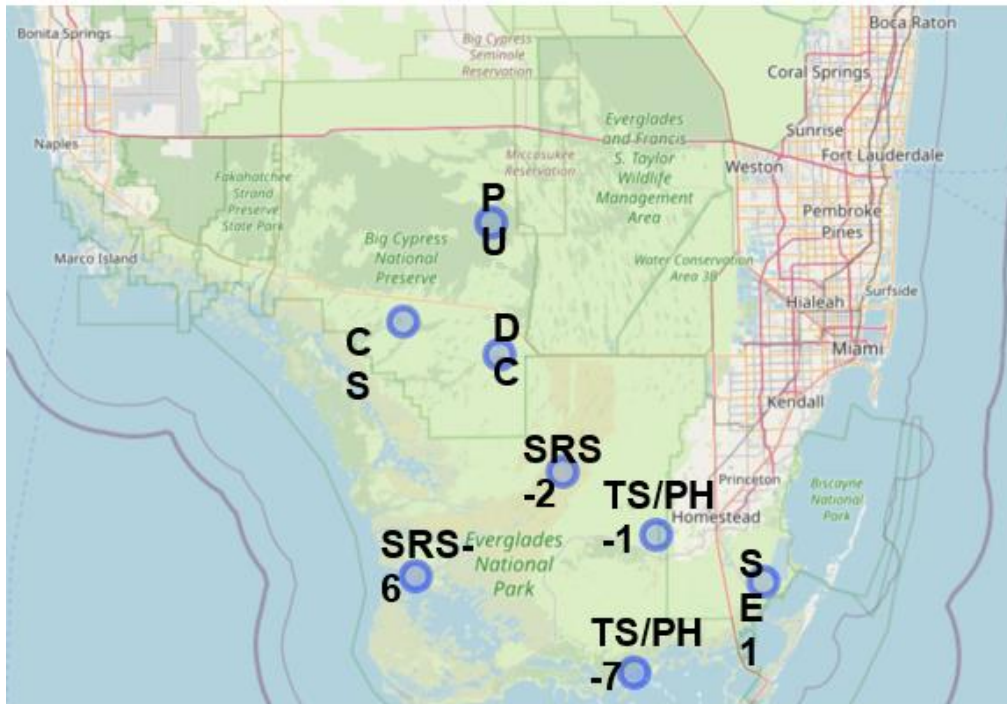 Bonita Springs
Big Cypress
Seminole
Reservation
Boca Raton
Coral Springs
Everglades
and Francis
S. Taylor
Wildlife
Management
Area
Sunrise
Fort Lauderdale
Naples
Miccosukee
Reservation
Weston
Fakahatchee
Strand
Preserve
State Park
P
U
Pembroke
Pines
Big Cypress
National
Preserve
Marco Island
Water Conservation
Area 3B
Surfside
Hialeah
C
S
D
C
Miami
Kendall
SRS
-2
TS/PH
-1
Princeton
Homestead
Biscayne
National
Park
SRS-
6
Everglades
National
Park
S
E
1
TS/PH
-7